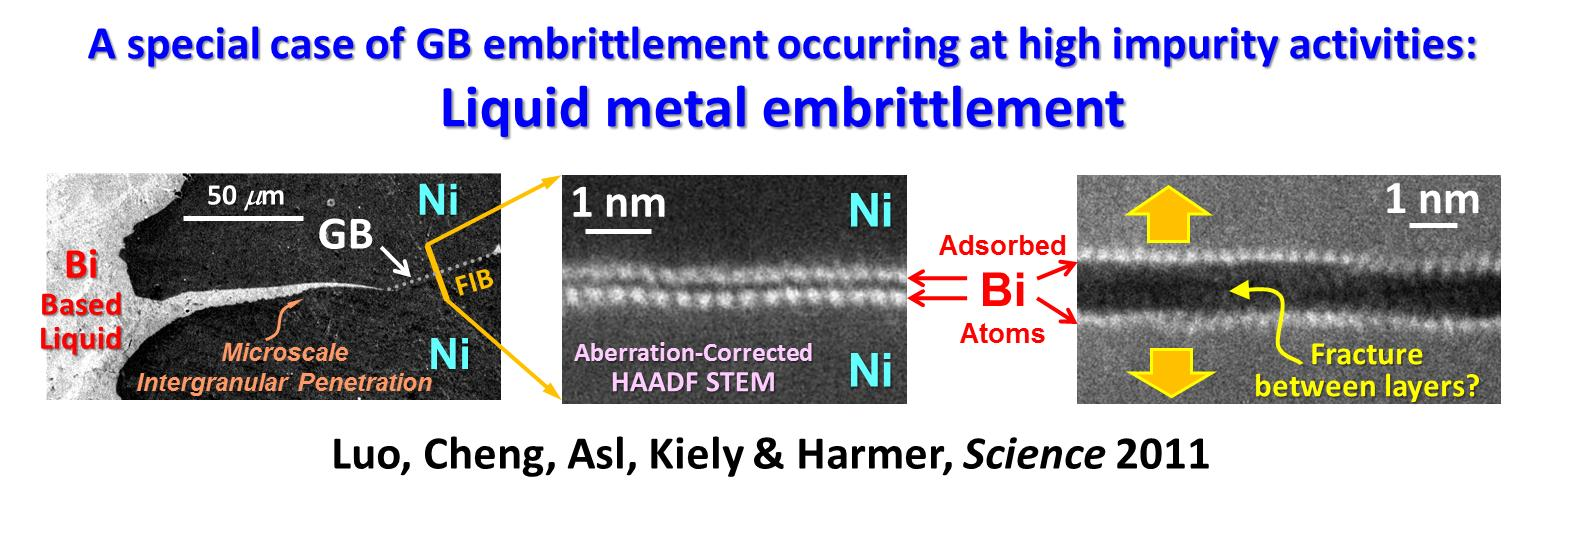 A special case of GB embrittlement occurring at high impurity activities:
Liquid metal embrittlement
50 μm
Ni
GB
Bi
Based
Liquid
FIB
Microscale
Intergranular Penetration
Ni
1 nm
Ni
Aberration-Corrected
HAADF STEM
Ni
Adsorbed
Bi
Atoms
1 nm
Fracture
between layers?
Luo, Cheng, Asl, Kiely & Harmer, Science 2011